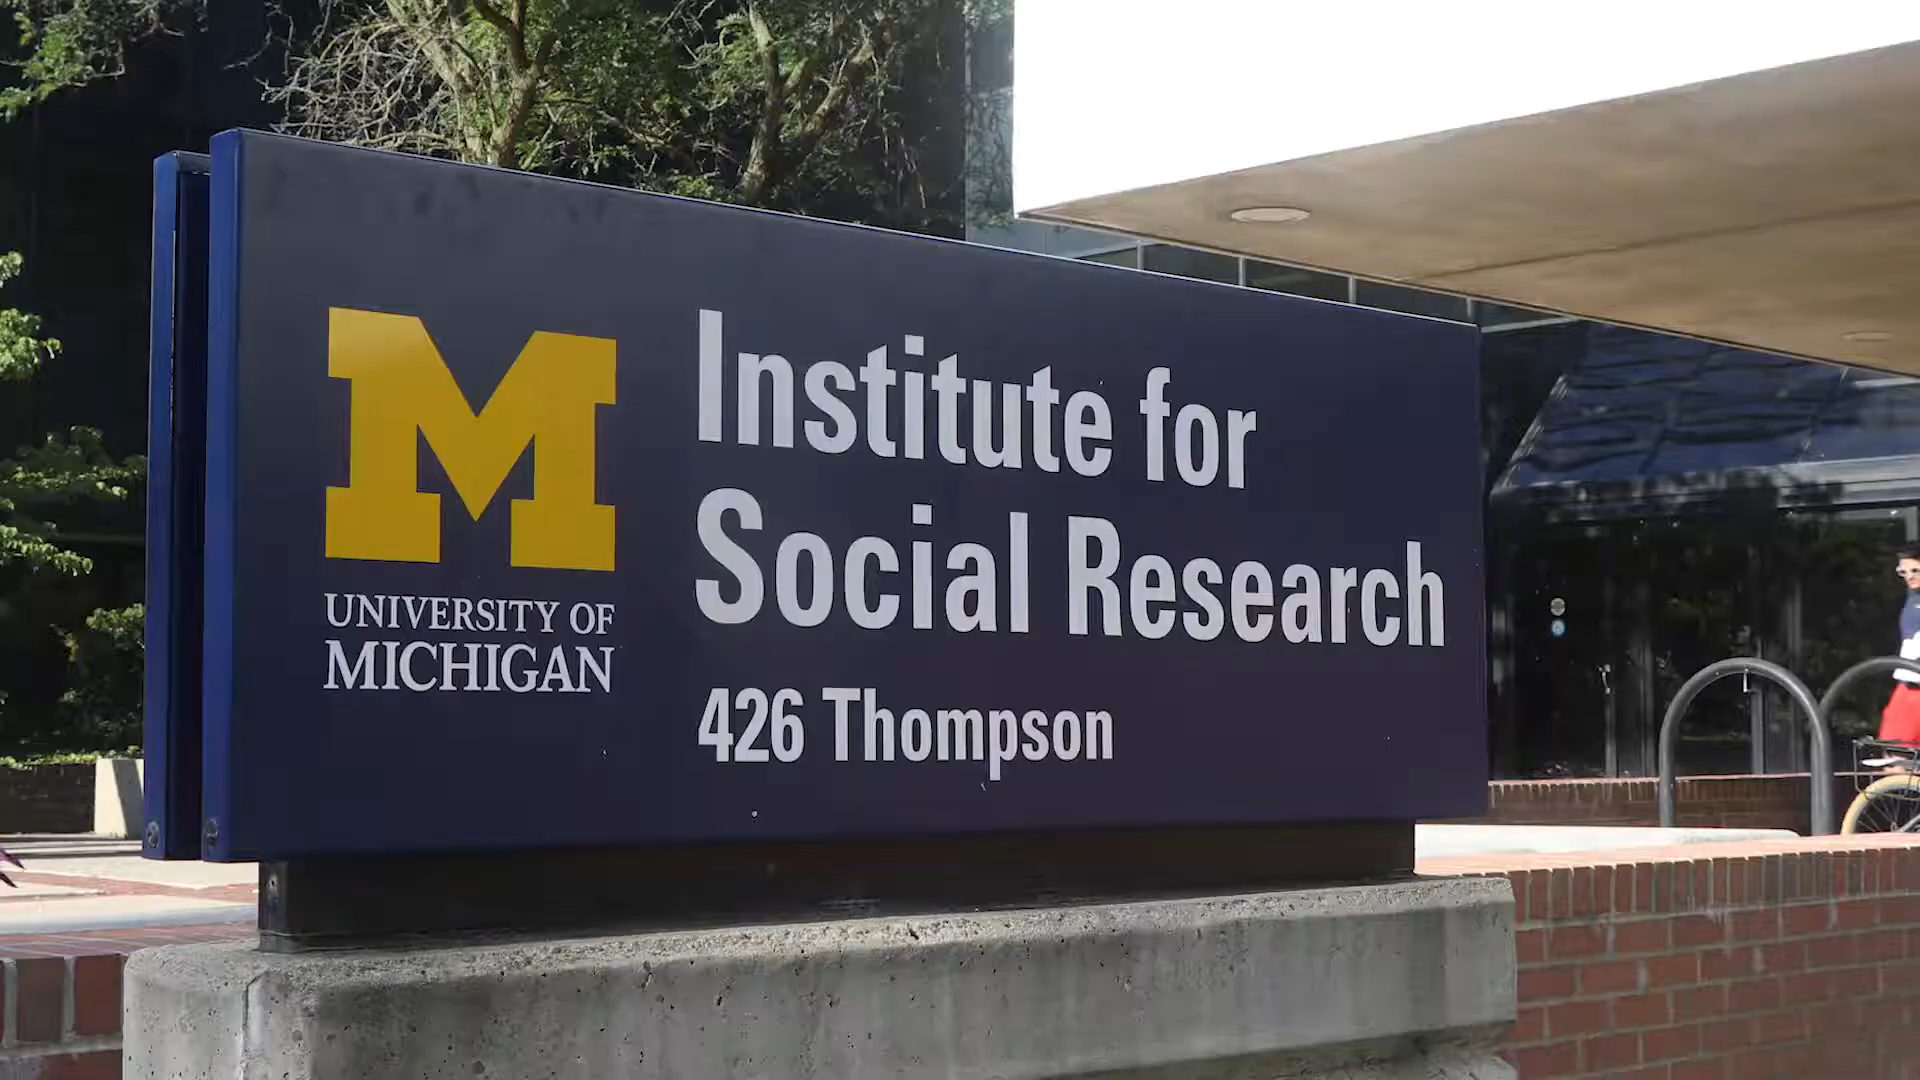 M
UNIVERSITY OF
MICHIGAN
Institute for
Social Research
426 Thompson